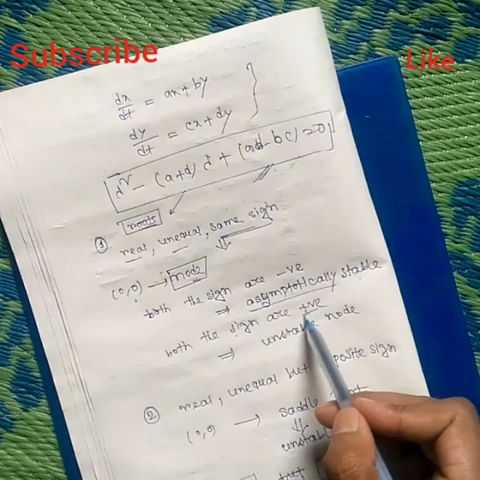 Subscribe
Like
dx/dt = ax + by
dy/dt = cx + dy
λ² - (a+d) λ + (ad - bc) = 0
roots
① real, unequal, same sign
(0,0) → Node
both the sign are -ve
⇒ asymptotically stable
both the sign are +ve
⇒ unstable node
② real, unequal but opposite sign
(0,0) → saddle
⇓
unstable